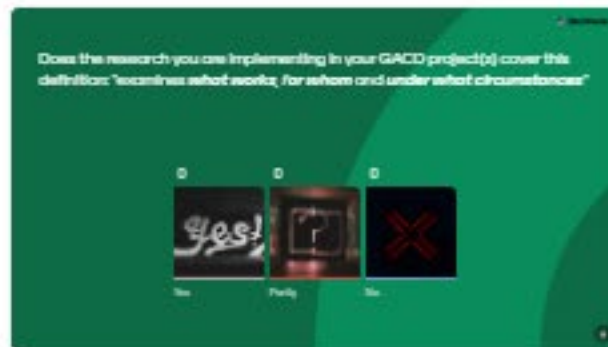 Does the research you are implementing in your GACD project(s) cover this
definition: "examines what works, for whom and under what circumstances"
0 0 0
Yes!
?
Yes Partly No